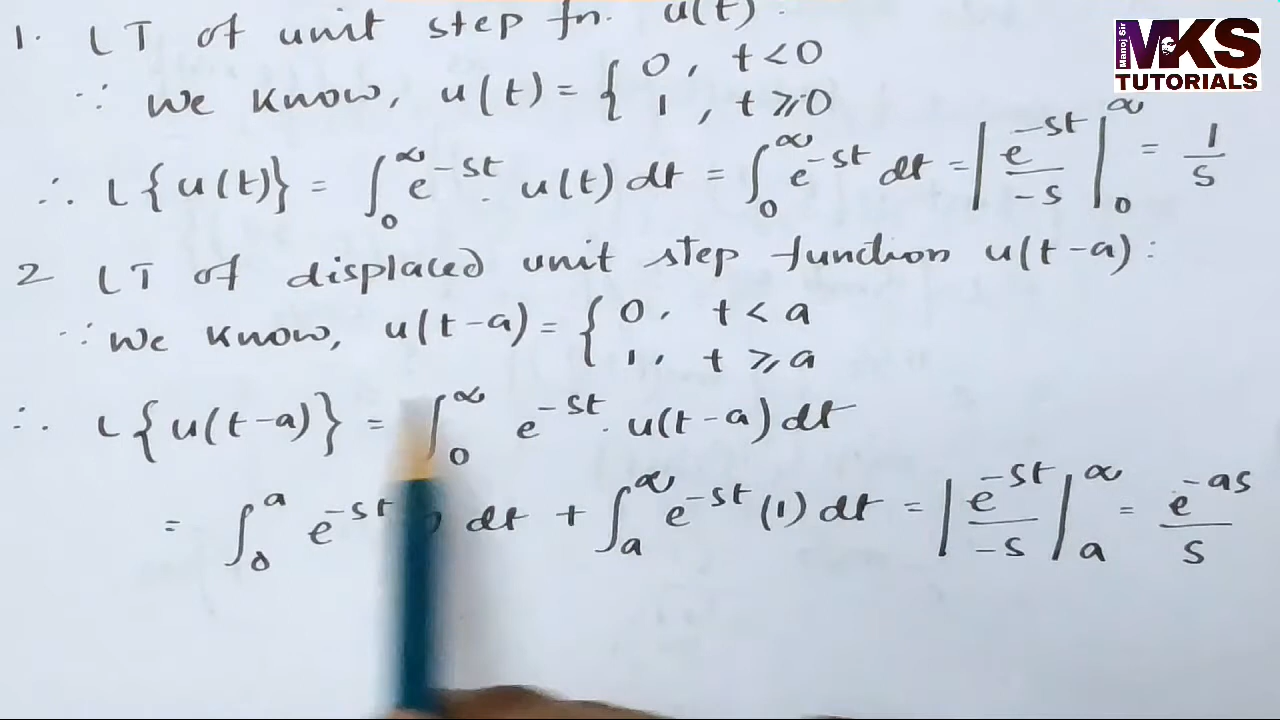 1. LT of unit step fn. u(t):
Manoj Sir
MKS
TUTORIALS
∵ We know, u(t) = { 0, t<0
1, t⩾0
∴ L{u(t)} = ∫₀^∞ e^-st. u(t) dt = ∫₀^∞ e^-st dt = |e^-st/-s|₀^∞ = 1/s
2 LT of displaced unit step function u(t-a):
∵ We know, u(t-a) = { 0, t<a
1, t⩾a
∴ L{u(t-a)} = ∫₀^∞ e^-st. u(t-a) dt
= ∫₀^a e^-st dt + ∫ₐ^∞ e^-st (1) dt = |e^-st/-s|ₐ^∞ = e^-as/s